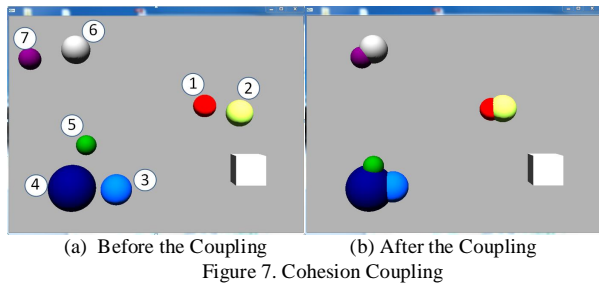 7
6
1
2
5
4
3
(a) Before the Coupling
(b) After the Coupling
Figure 7. Cohesion Coupling